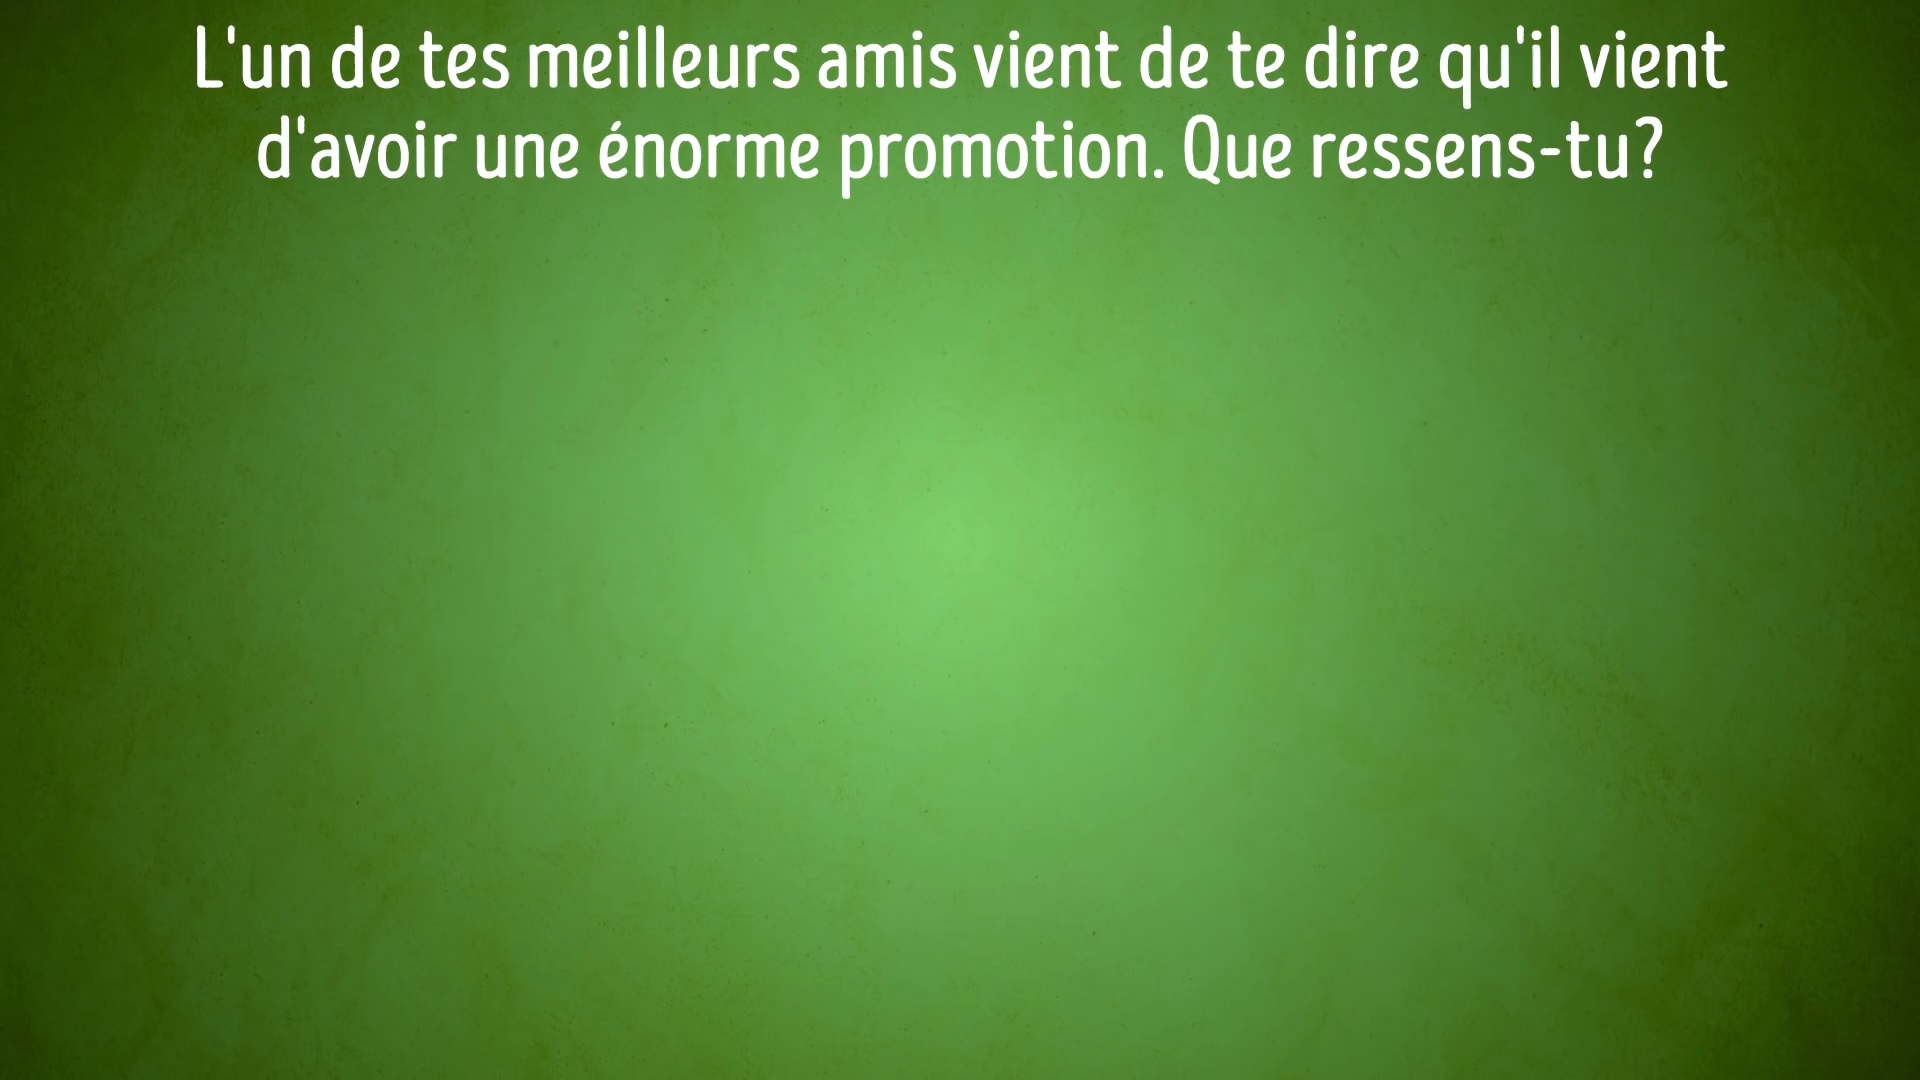 L'un de tes meilleurs amis vient de te dire qu'il vient
d'avoir une énorme promotion. Que ressens-tu?